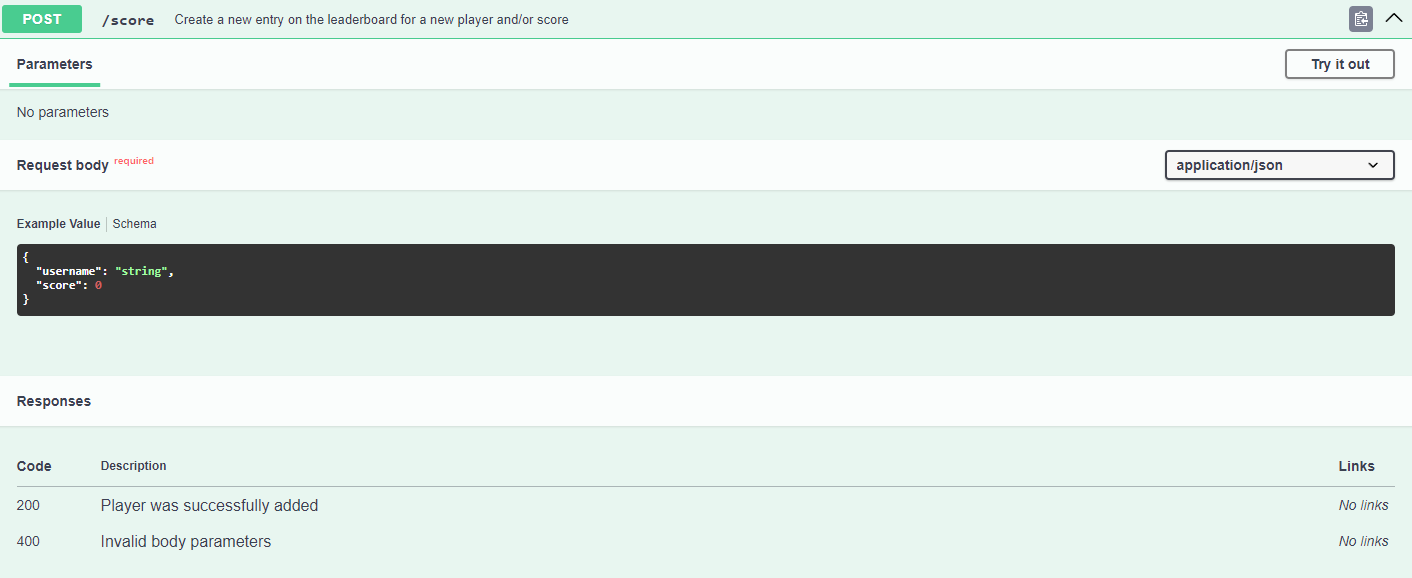 POST /score Create a new entry on the leaderboard for a new player and/or score
Parameters Try it out
No parameters
Request body required application/json
Example Value Schema
{
"username": "string",
"score": 0
}
Responses
Code Description Links
200 Player was successfully added No links
400 Invalid body parameters No links